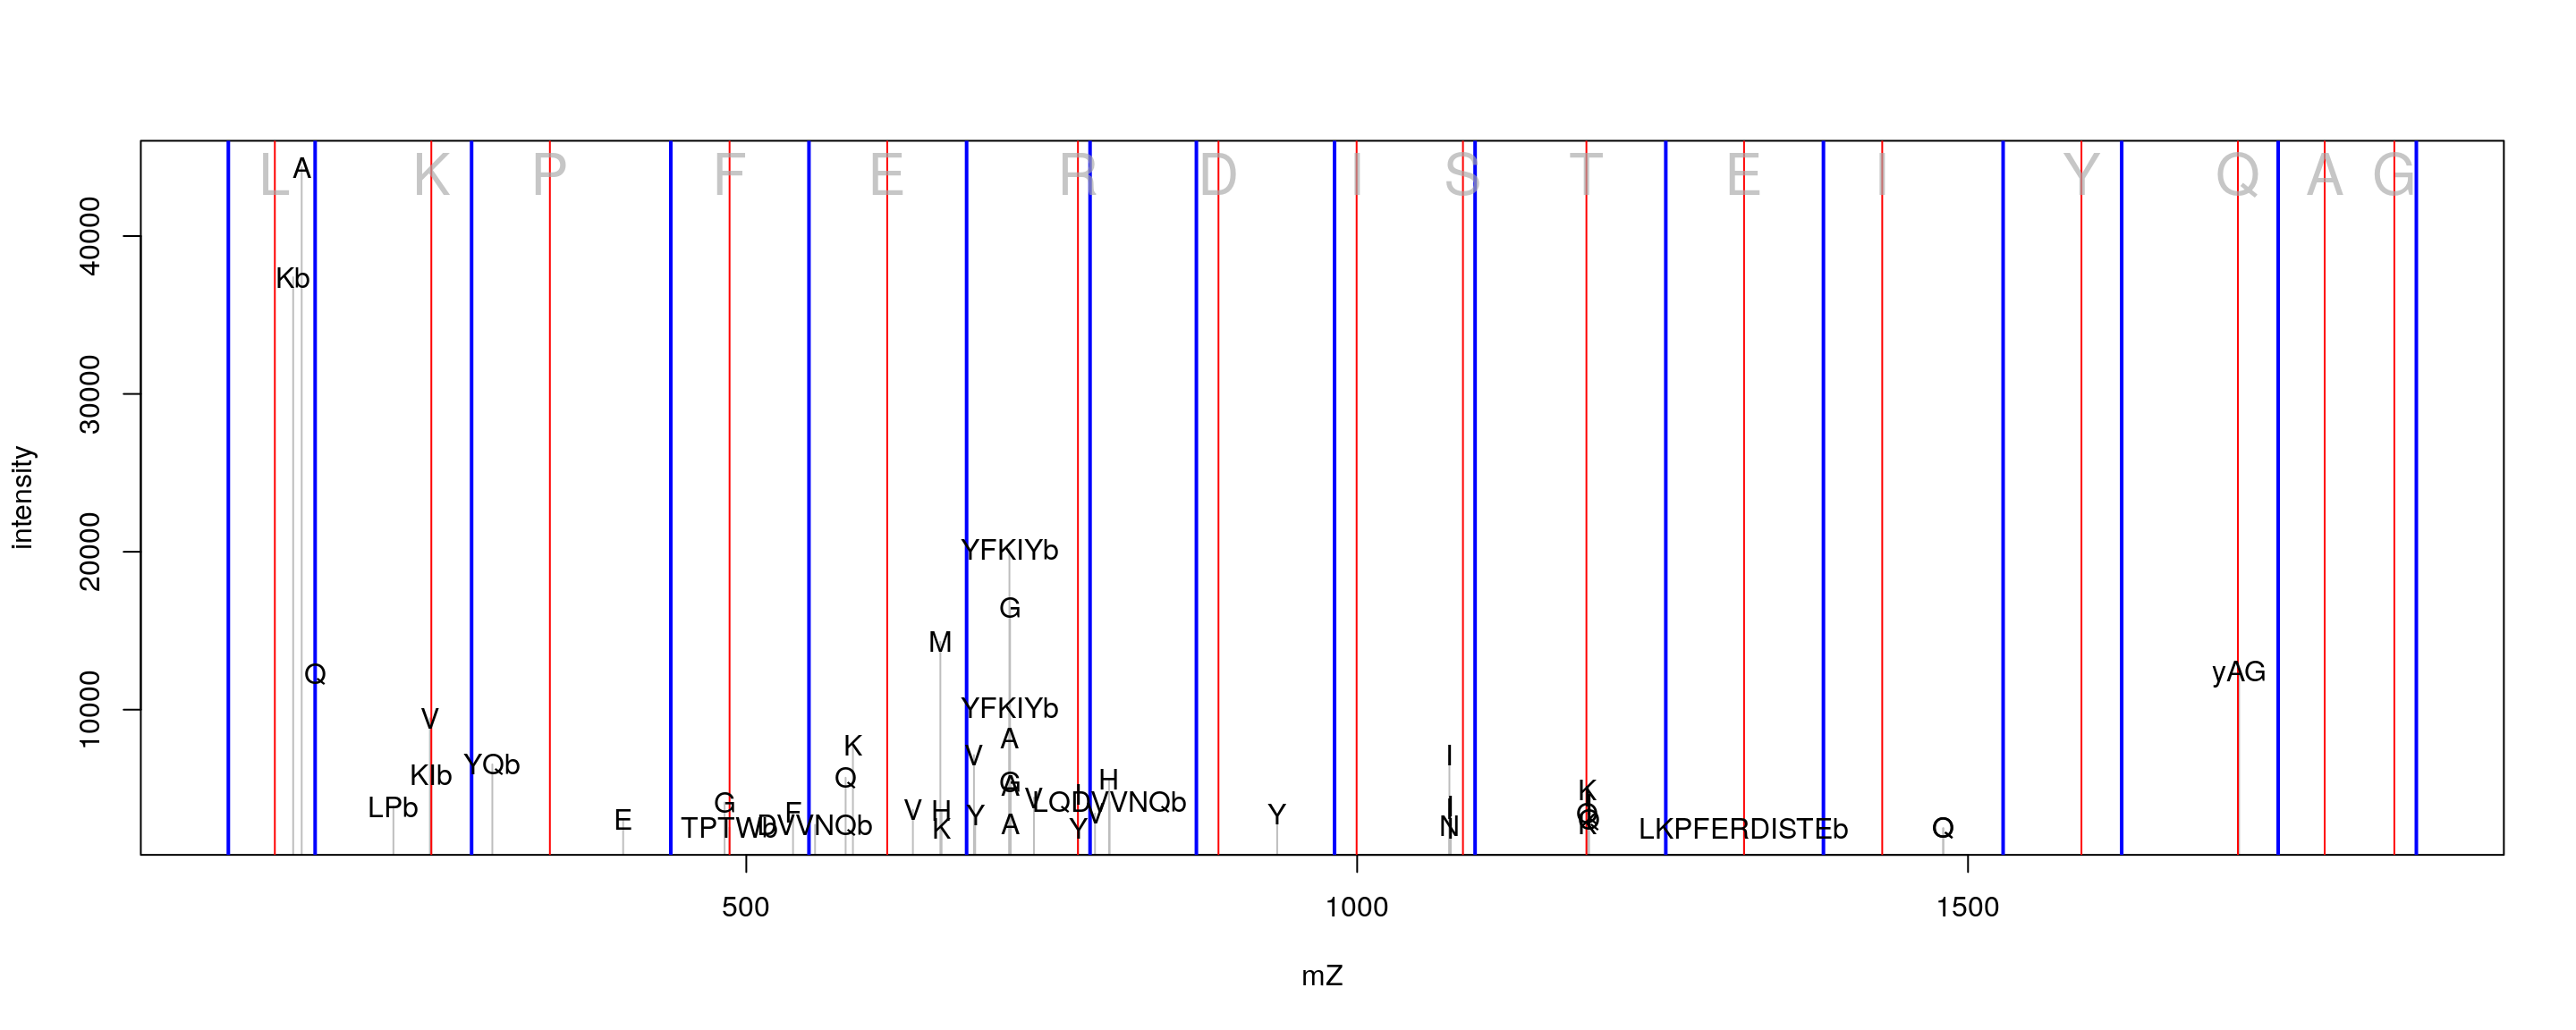 L K P F E R D I S T E I Y Q A G
A
Kb
Q
YFKIYb
G
M
yAG
V
YFKIYb
A
K
V
I
H
KIb
YQb
Q
G
A
K
LPb
G
F
V
H
V
I
LQDVVNQb
Y
E
TPTWb
DVVNQb
K
Y
A
Y
V
I
N
Q
Q
K
LKPFERDISTEb
Q
10000
20000
30000
40000
intensity
500 1000 1500
mZ